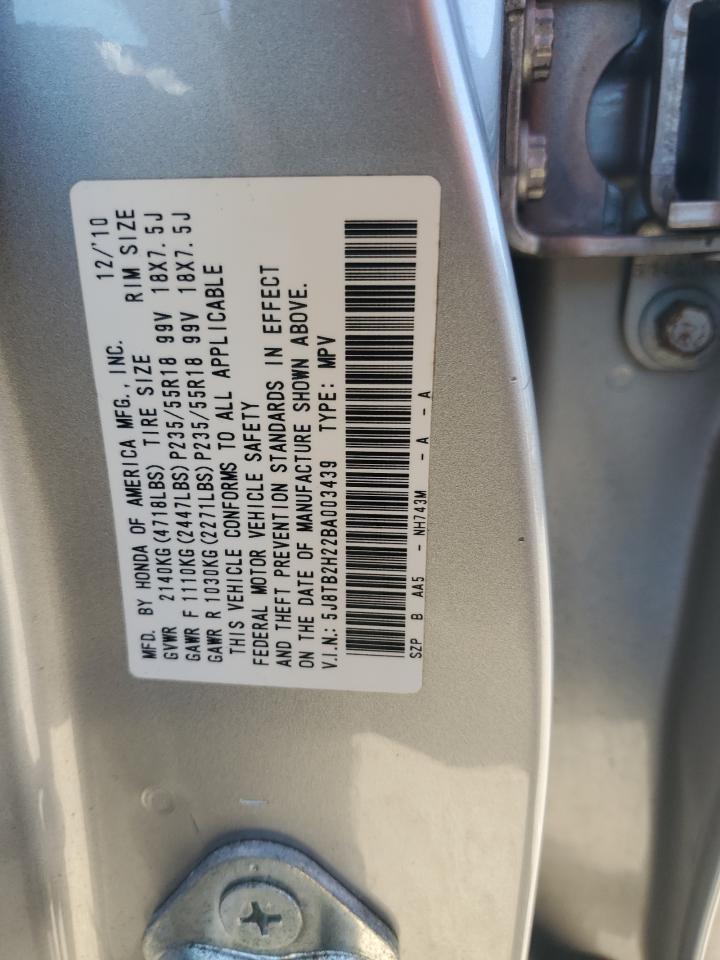 MFD. BY HONDA OF AMERICA MFG., INC. 12/'10
GVWR 2140KG(4718LBS) TIRE SIZE RIM SIZE
GAWR F 1110KG(2447LBS)P235/55R18 99V 18X7.5J
GAWR R 1030KG(2271LBS)P235/55R18 99V 18X7.5J
THIS VEHICLE CONFORMS TO ALL APPLICABLE
FEDERAL MOTOR VEHICLE SAFETY
AND THEFT PREVENTION STANDARDS IN EFFECT
ON THE DATE OF MANUFACTURE SHOWN ABOVE.
V.I.N.: 5J8TB2H22BA003439 TYPE: MPV
SZP B AA5 - NH743M - A - A